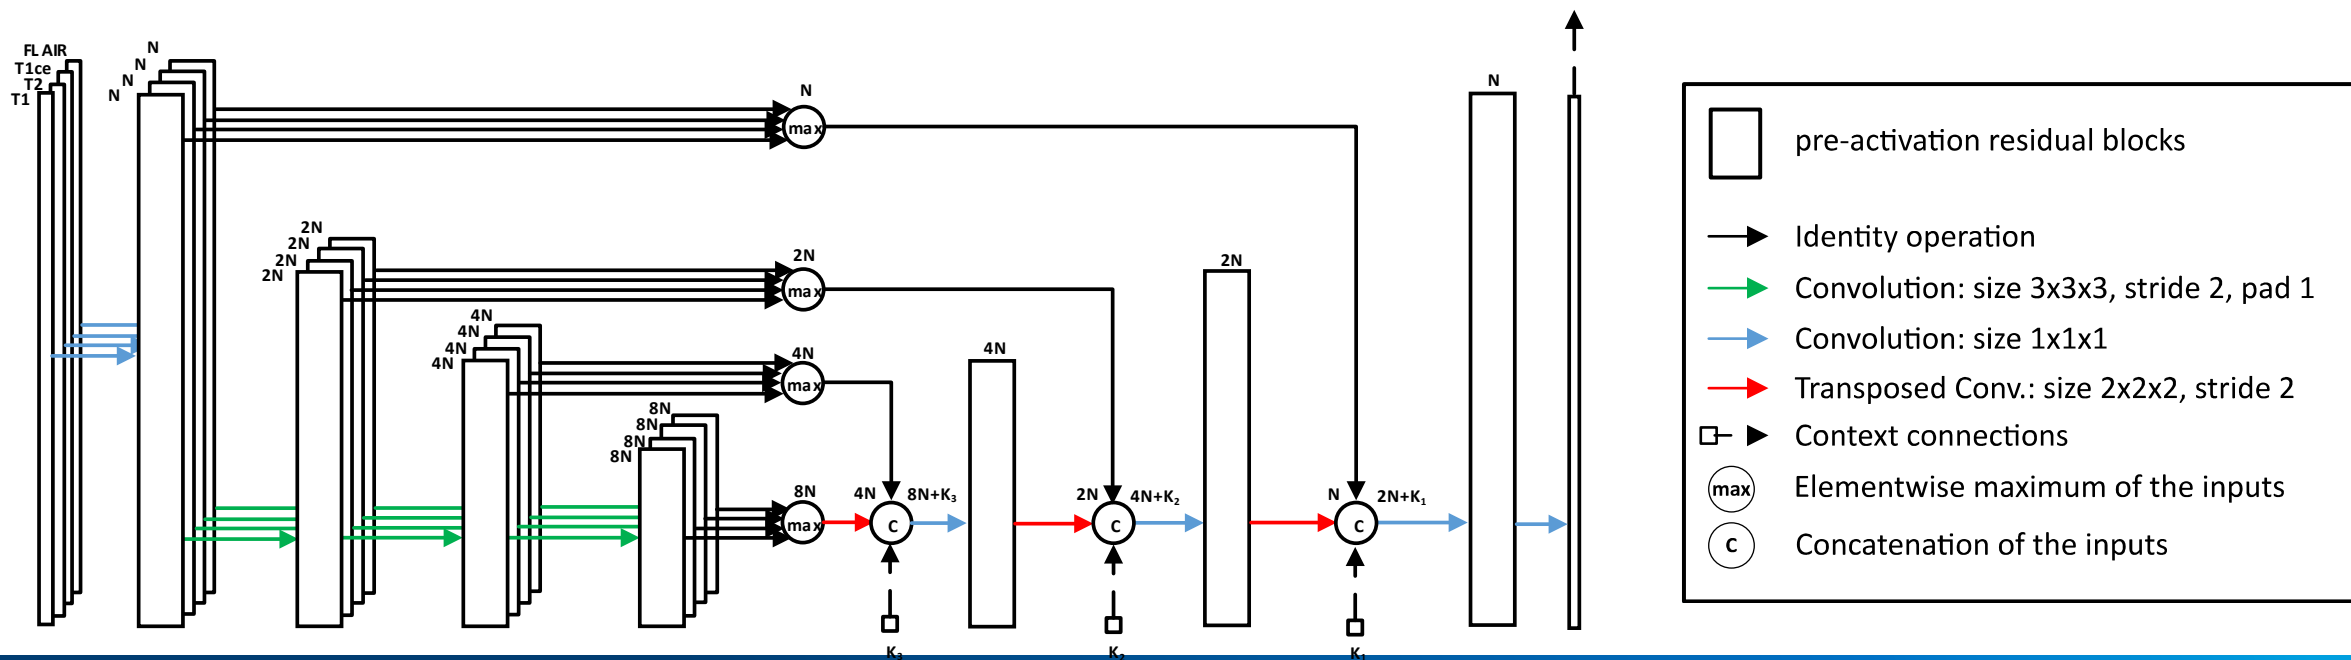 FLAIR
T1ce
T2
T1
N
N
N
N
N
max
2N
2N
2N
2N
2N
max
4N
4N
4N
4N
4N
max
8N
8N
8N
8N
8N
max
4N
C
8N+K₃
K₃
4N
2N
C
4N+K₂
K₂
2N
N
C
2N+K₁
K₁
N
pre-activation residual blocks
Identity operation
Convolution: size 3x3x3, stride 2, pad 1
Convolution: size 1x1x1
Transposed Conv.: size 2x2x2, stride 2
Context connections
max Elementwise maximum of the inputs
C Concatenation of the inputs